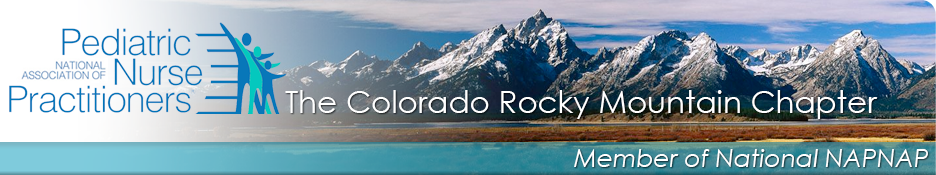 Pediatric
NATIONAL
ASSOCIATION OF
Nurse
Practitioners
The Colorado Rocky Mountain Chapter
Member of National NAPNAP